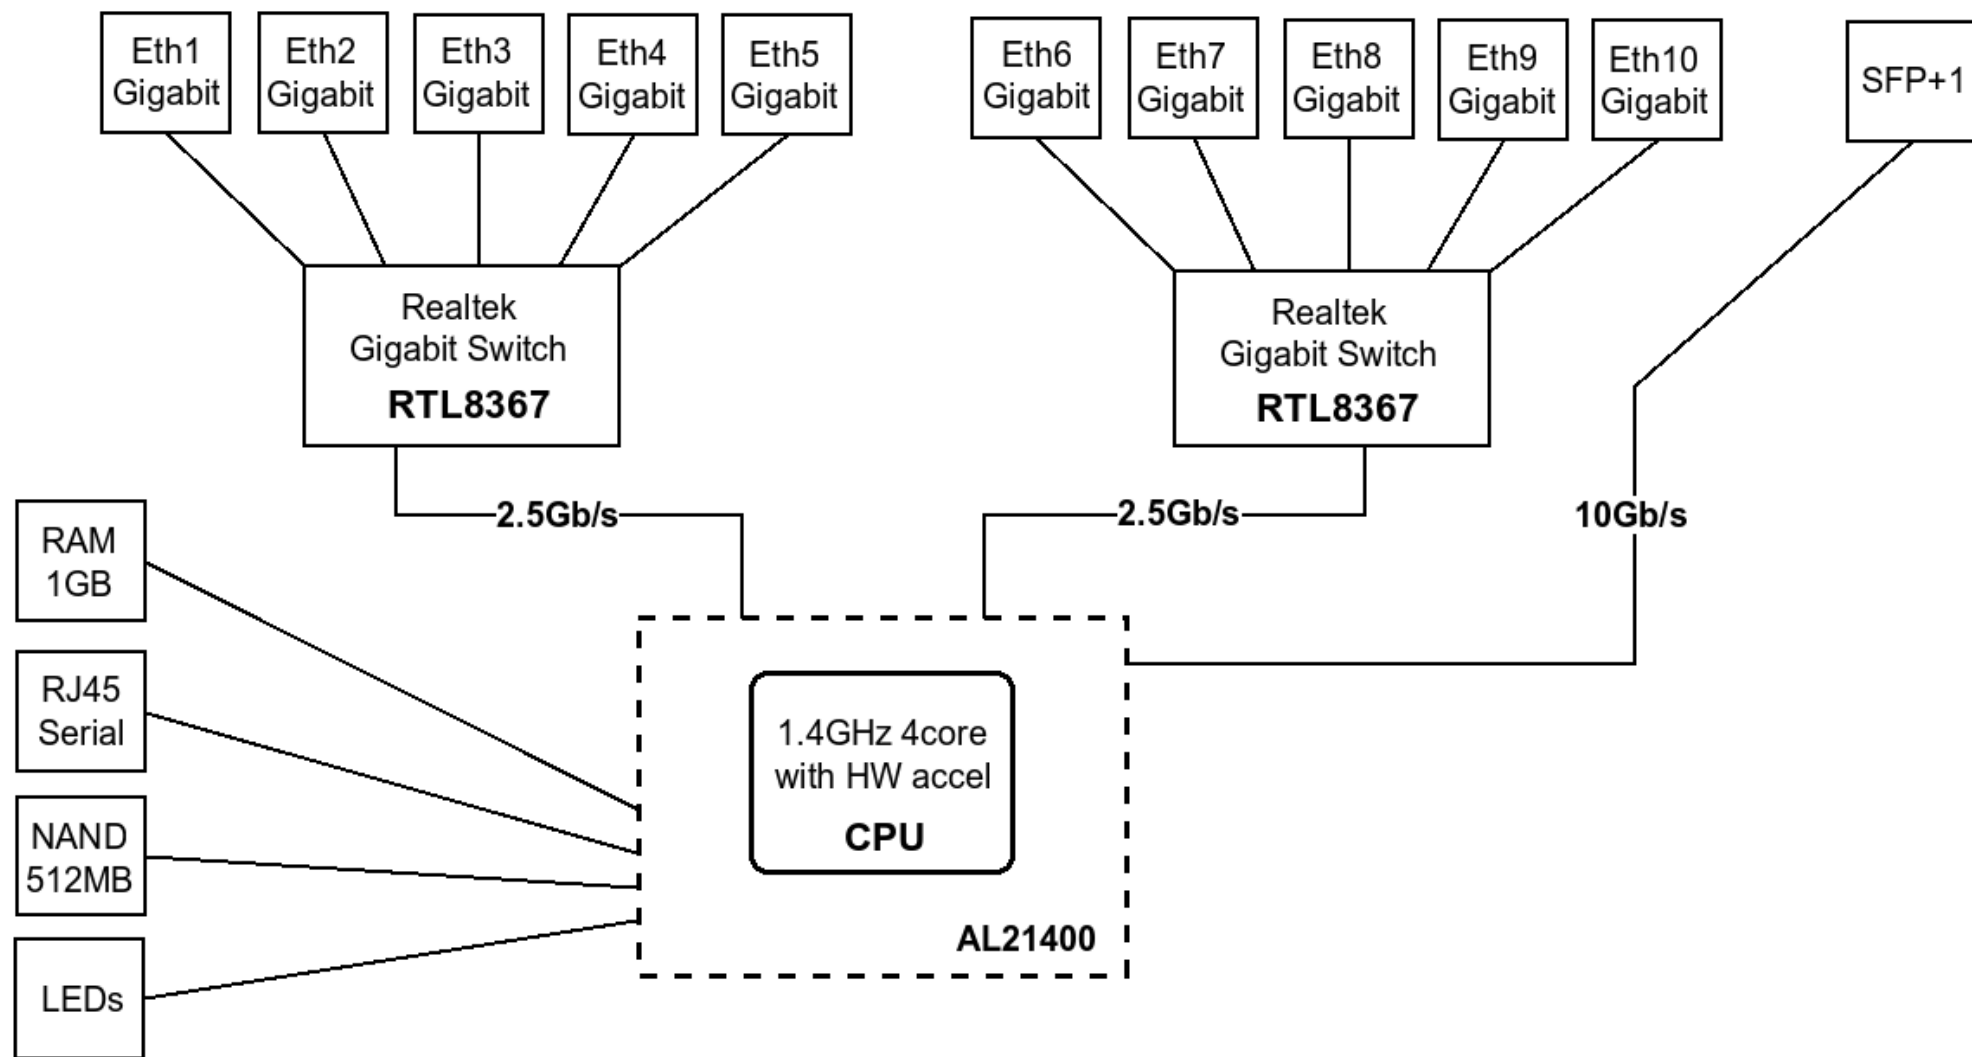 Eth1
Gigabit
Eth2
Gigabit
Eth3
Gigabit
Eth4
Gigabit
Eth5
Gigabit
Eth6
Gigabit
Eth7
Gigabit
Eth8
Gigabit
Eth9
Gigabit
Eth10
Gigabit
SFP+1
Realtek
Gigabit Switch
RTL8367
Realtek
Gigabit Switch
RTL8367
2.5Gb/s
2.5Gb/s
10Gb/s
RAM
1GB
RJ45
Serial
NAND
512MB
LEDs
1.4GHz 4core
with HW accel
CPU
AL21400